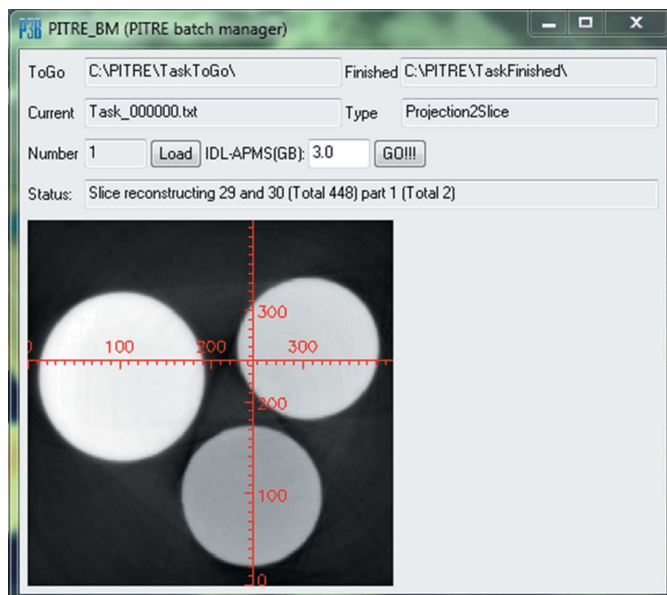 P3B PITRE_BM (PITRE batch manager)
ToGo C:\PITRE\TaskToGo\ Finished C:\PITRE\TaskFinished\
Current Task_000000.txt Type Projection2Slice
Number 1 Load IDL-APMS(GB): 3.0 GO!!!
Status: Slice reconstructing 29 and 30 (Total 448) part 1 (Total 2)
300
0 100 200 300
200
100
0